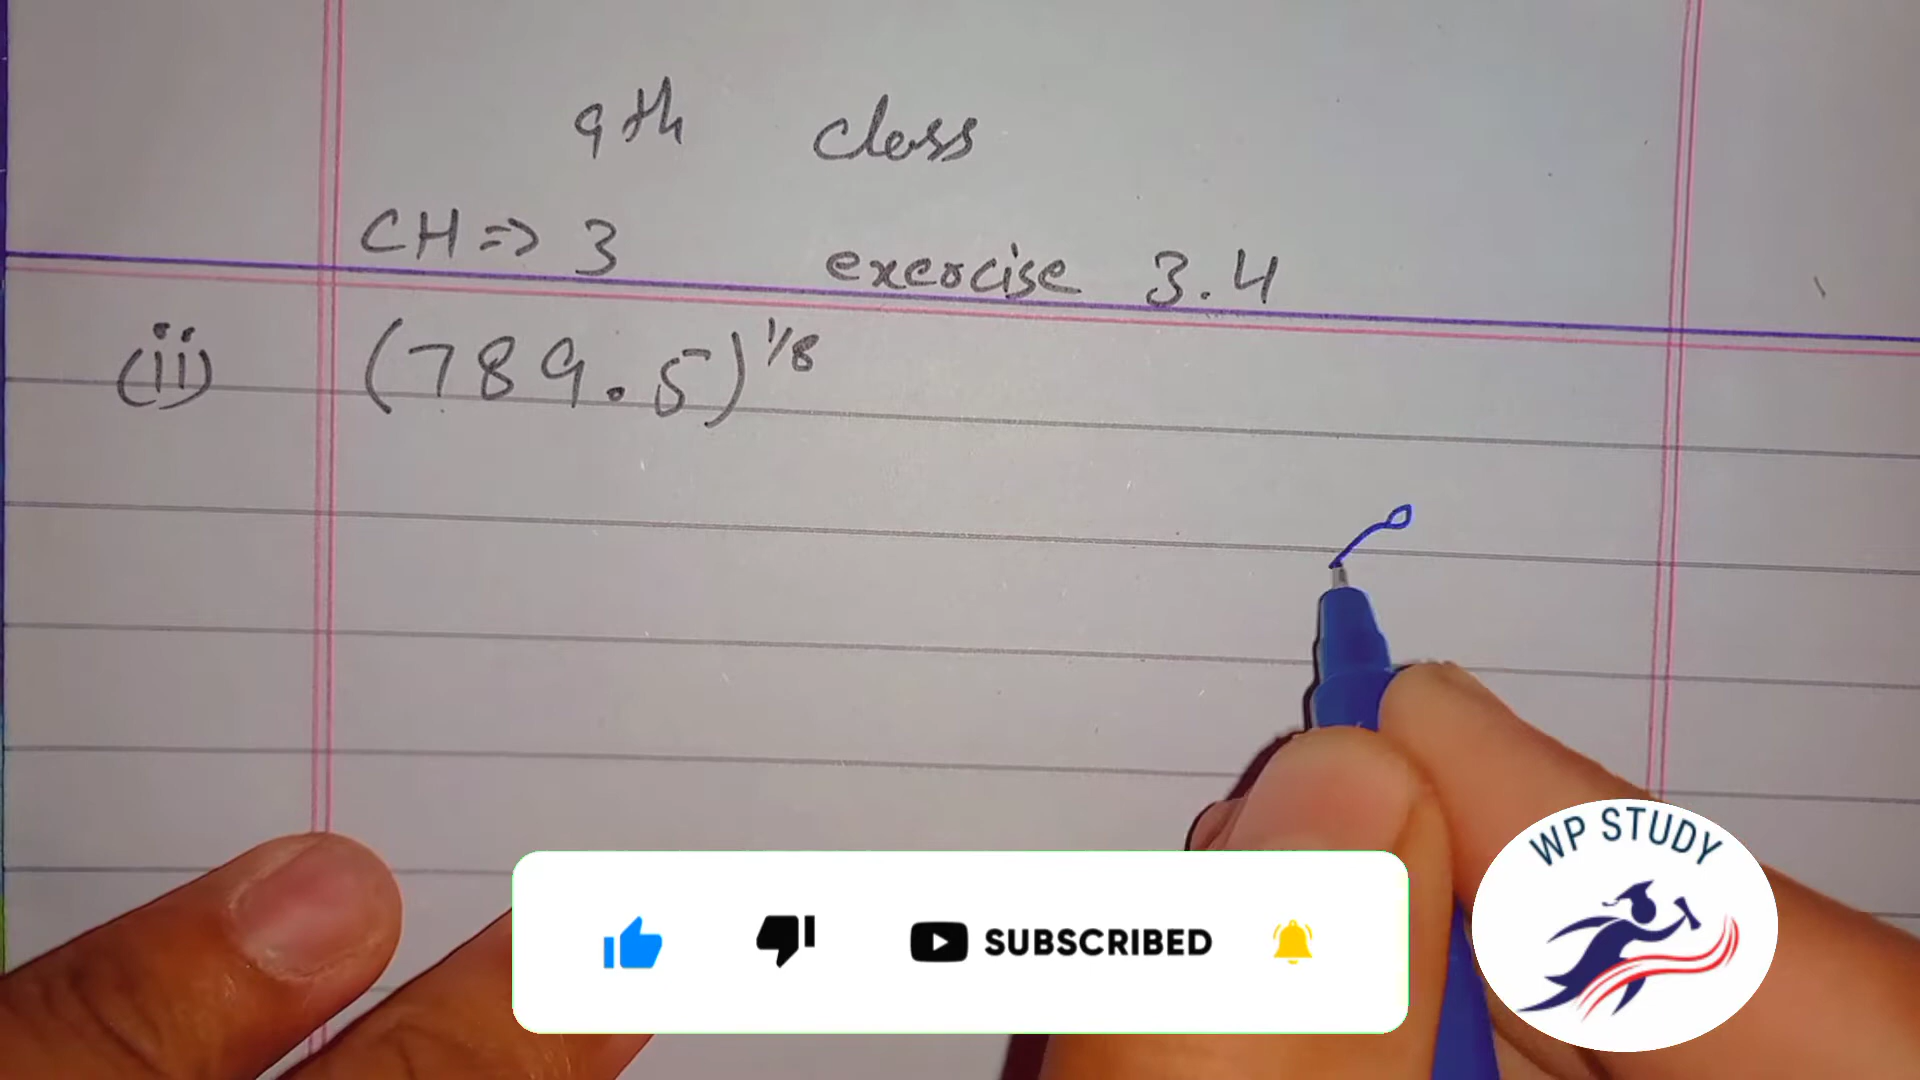 9th class
CH => 3 exercise 3.4
(ii) (789.5)^1/8
SUBSCRIBED
WP STUDY